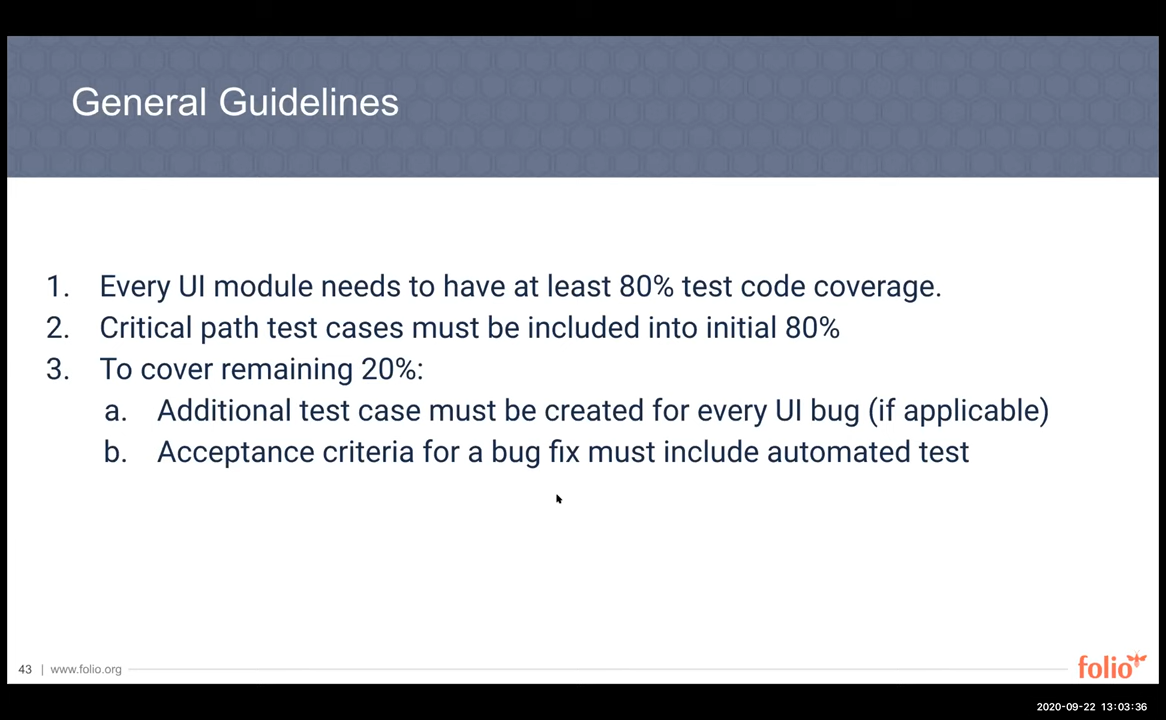 General Guidelines
1. Every UI module needs to have at least 80% test code coverage.
2. Critical path test cases must be included into initial 80%
3. To cover remaining 20%:
a. Additional test case must be created for every UI bug (if applicable)
b. Acceptance criteria for a bug fix must include automated test
43 | www.folio.org
folio
2020-09-22 13:03:36